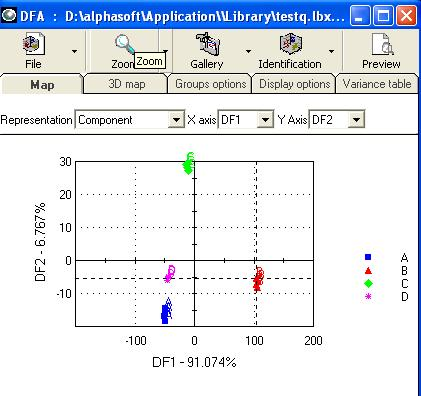 DFA : D:\alphasoft\Application\\Library\testq.lbx...
File Zoom Gallery Identification Preview
Zoom
Map 3D map Groups options Display options Variance table
Representation Component X axis DF1 Y Axis DF2
30
20
10
0
-10
DF2 - 6.767%
-100 0 100 200
DF1 - 91.074%
A
B
C
D